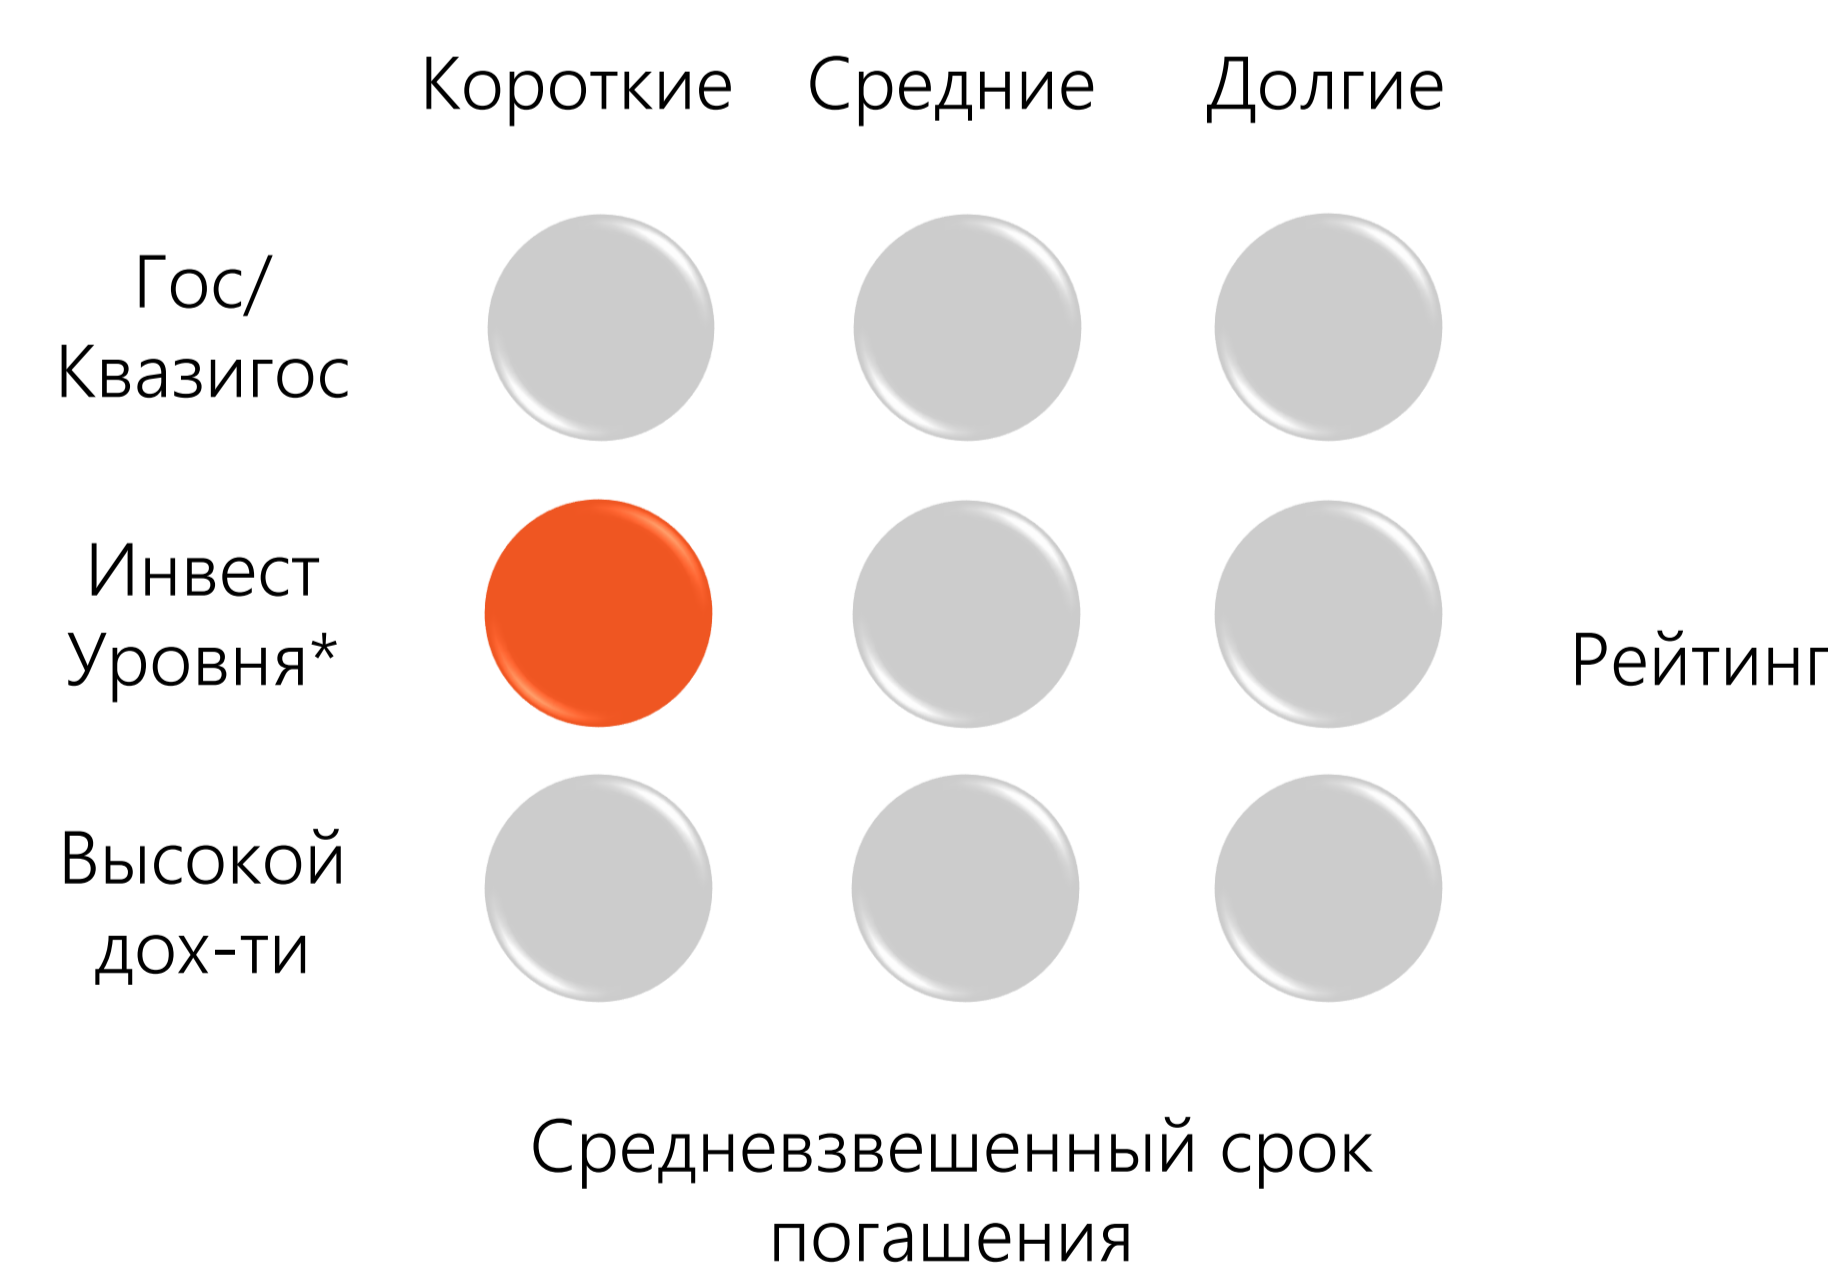 Короткие Средние Долгие
Гос/
Квазигос
Инвест
Уровня*
Рейтинг
Высокой
дох-ти
Средневзвешенный срок
погашения